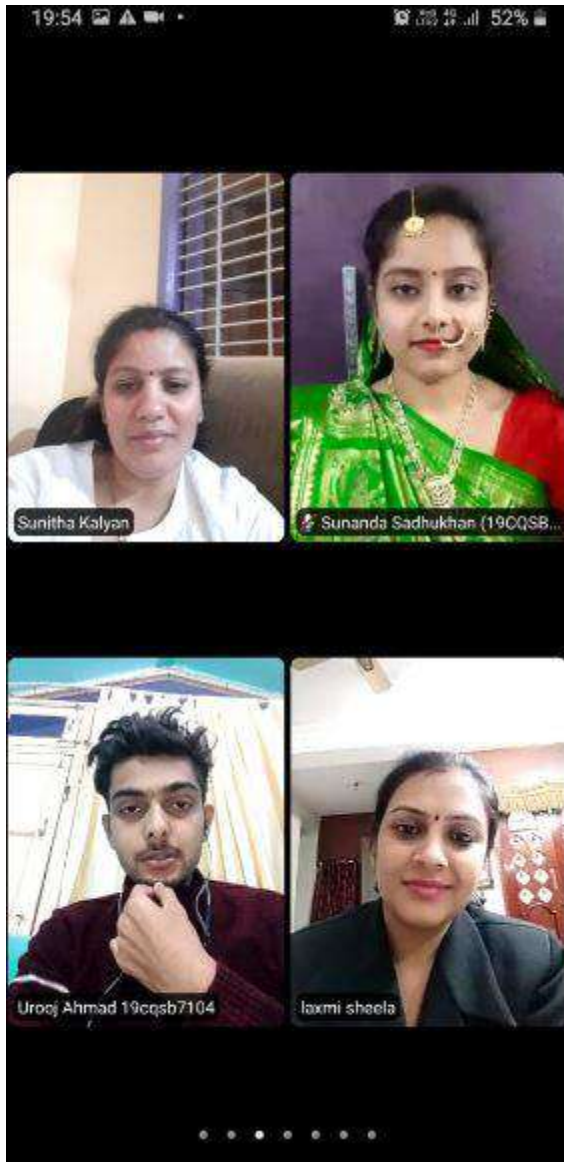 19:54 52%
Sunitha Kalyan
Sunanda Sadhukhan (19CQSB...
Urooj Ahmad 19cqsb7104
laxmi sheela